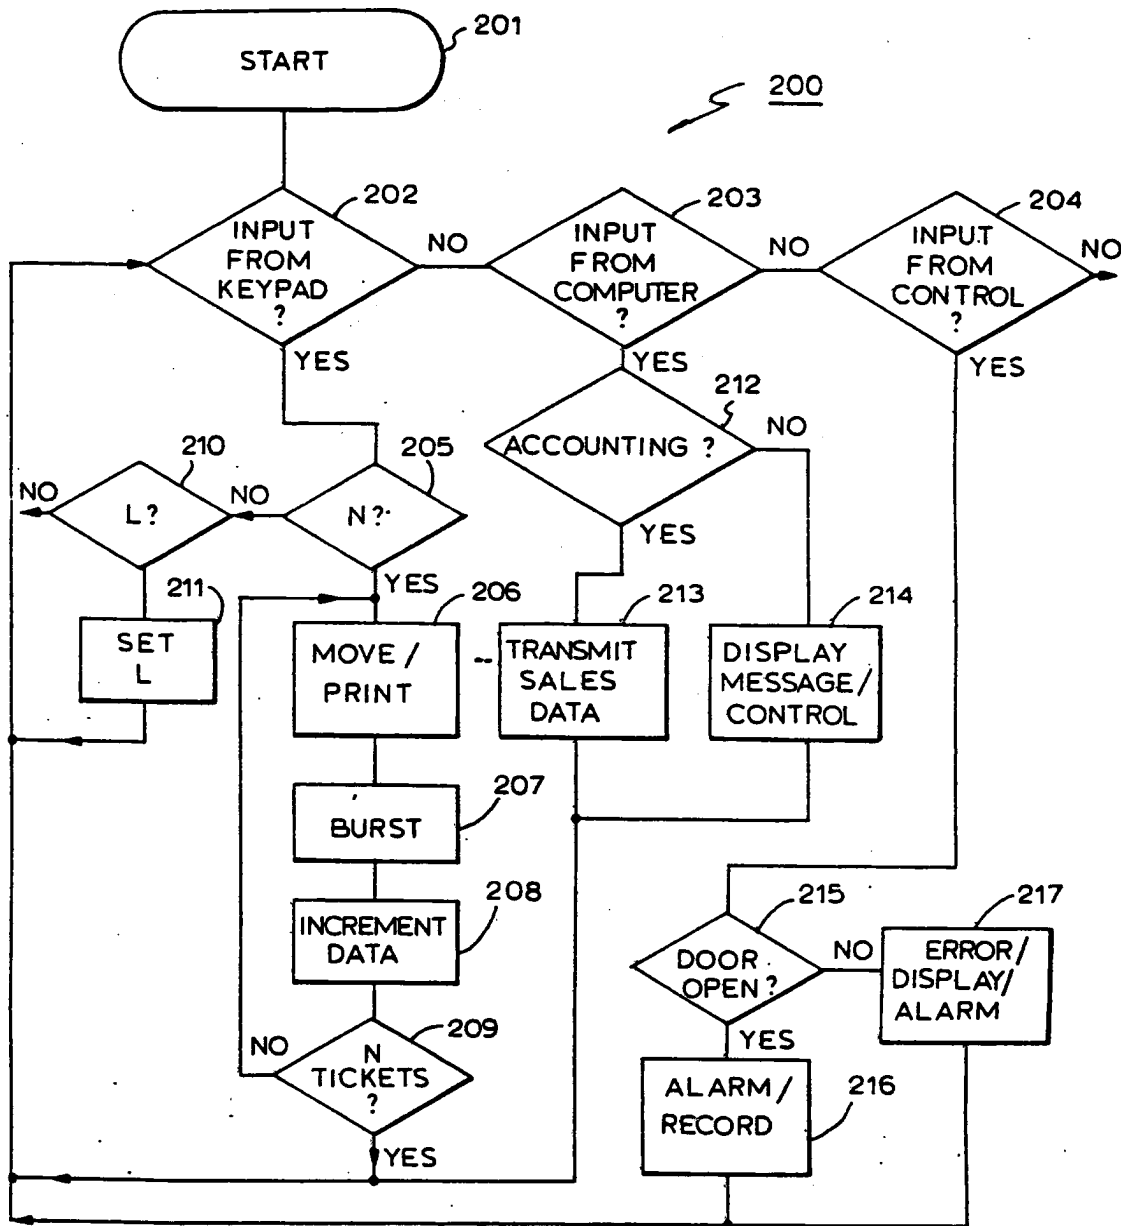 START
201
200
202
INPUT
FROM
KEYPAD
?
NO
YES
203
INPUT
FROM
COMPUTER
?
NO
YES
204
INPUT
FROM
CONTROL
?
NO
YES
205
N?
NO
YES
210
L?
NO
211
SET
L
206
MOVE/
PRINT
207
BURST
208
INCREMENT
DATA
209
N
TICKETS
?
NO
YES
212
ACCOUNTING ?
NO
YES
213
TRANSMIT
SALES
DATA
214
DISPLAY
MESSAGE/
CONTROL
215
DOOR
OPEN ?
NO
YES
216
ALARM/
RECORD
217
ERROR/
DISPLAY/
ALARM